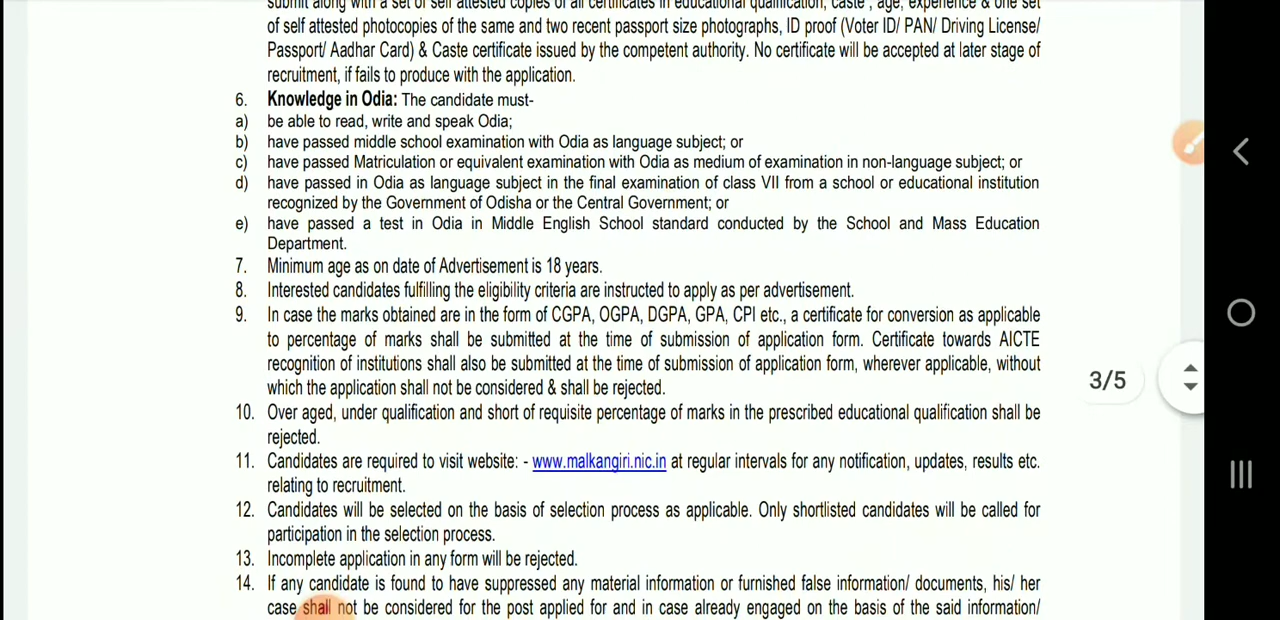 submit along with a set of self attested copies of all certificates in educational qualification, caste , age, experience & one set
of self attested photocopies of the same and two recent passport size photographs, ID proof (Voter ID/ PAN/ Driving License/
Passport/ Aadhar Card) & Caste certificate issued by the competent authority. No certificate will be accepted at later stage of
recruitment, if fails to produce with the application.
6. Knowledge in Odia: The candidate must-
a) be able to read, write and speak Odia;
b) have passed middle school examination with Odia as language subject; or
c) have passed Matriculation or equivalent examination with Odia as medium of examination in non-language subject; or
d) have passed in Odia as language subject in the final examination of class VII from a school or educational institution
recognized by the Government of Odisha or the Central Government; or
e) have passed a test in Odia in Middle English School standard conducted by the School and Mass Education
Department.
7. Minimum age as on date of Advertisement is 18 years.
8. Interested candidates fulfilling the eligibility criteria are instructed to apply as per advertisement.
9. In case the marks obtained are in the form of CGPA, OGPA, DGPA, GPA, CPI etc., a certificate for conversion as applicable
to percentage of marks shall be submitted at the time of submission of application form. Certificate towards AICTE
recognition of institutions shall also be submitted at the time of submission of application form, wherever applicable, without
which the application shall not be considered & shall be rejected.
3/5
10. Over aged, under qualification and short of requisite percentage of marks in the prescribed educational qualification shall be
rejected.
11. Candidates are required to visit website: - www.malkangiri.nic.in at regular intervals for any notification, updates, results etc.
relating to recruitment.
12. Candidates will be selected on the basis of selection process as applicable. Only shortlisted candidates will be called for
participation in the selection process.
13. Incomplete application in any form will be rejected.
14. If any candidate is found to have suppressed any material information or furnished false information/ documents, his/ her
case shall not be considered for the post applied for and in case already engaged on the basis of the said information/